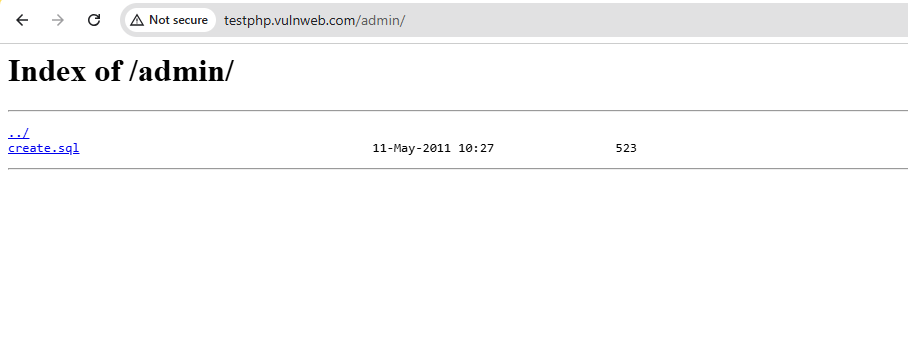 Not secure testphp.vulnweb.com/admin/
Index of /admin/
../
create.sql 11-May-2011 10:27 523